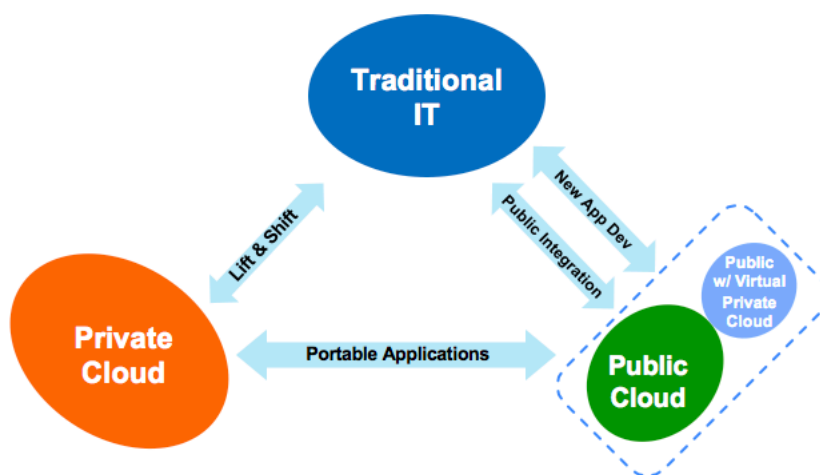 Traditional
IT
New App Dev
Public Integration
Lift & Shift
Public
w/ Virtual
Private
Cloud
Private
Cloud
Portable Applications
Public
Cloud